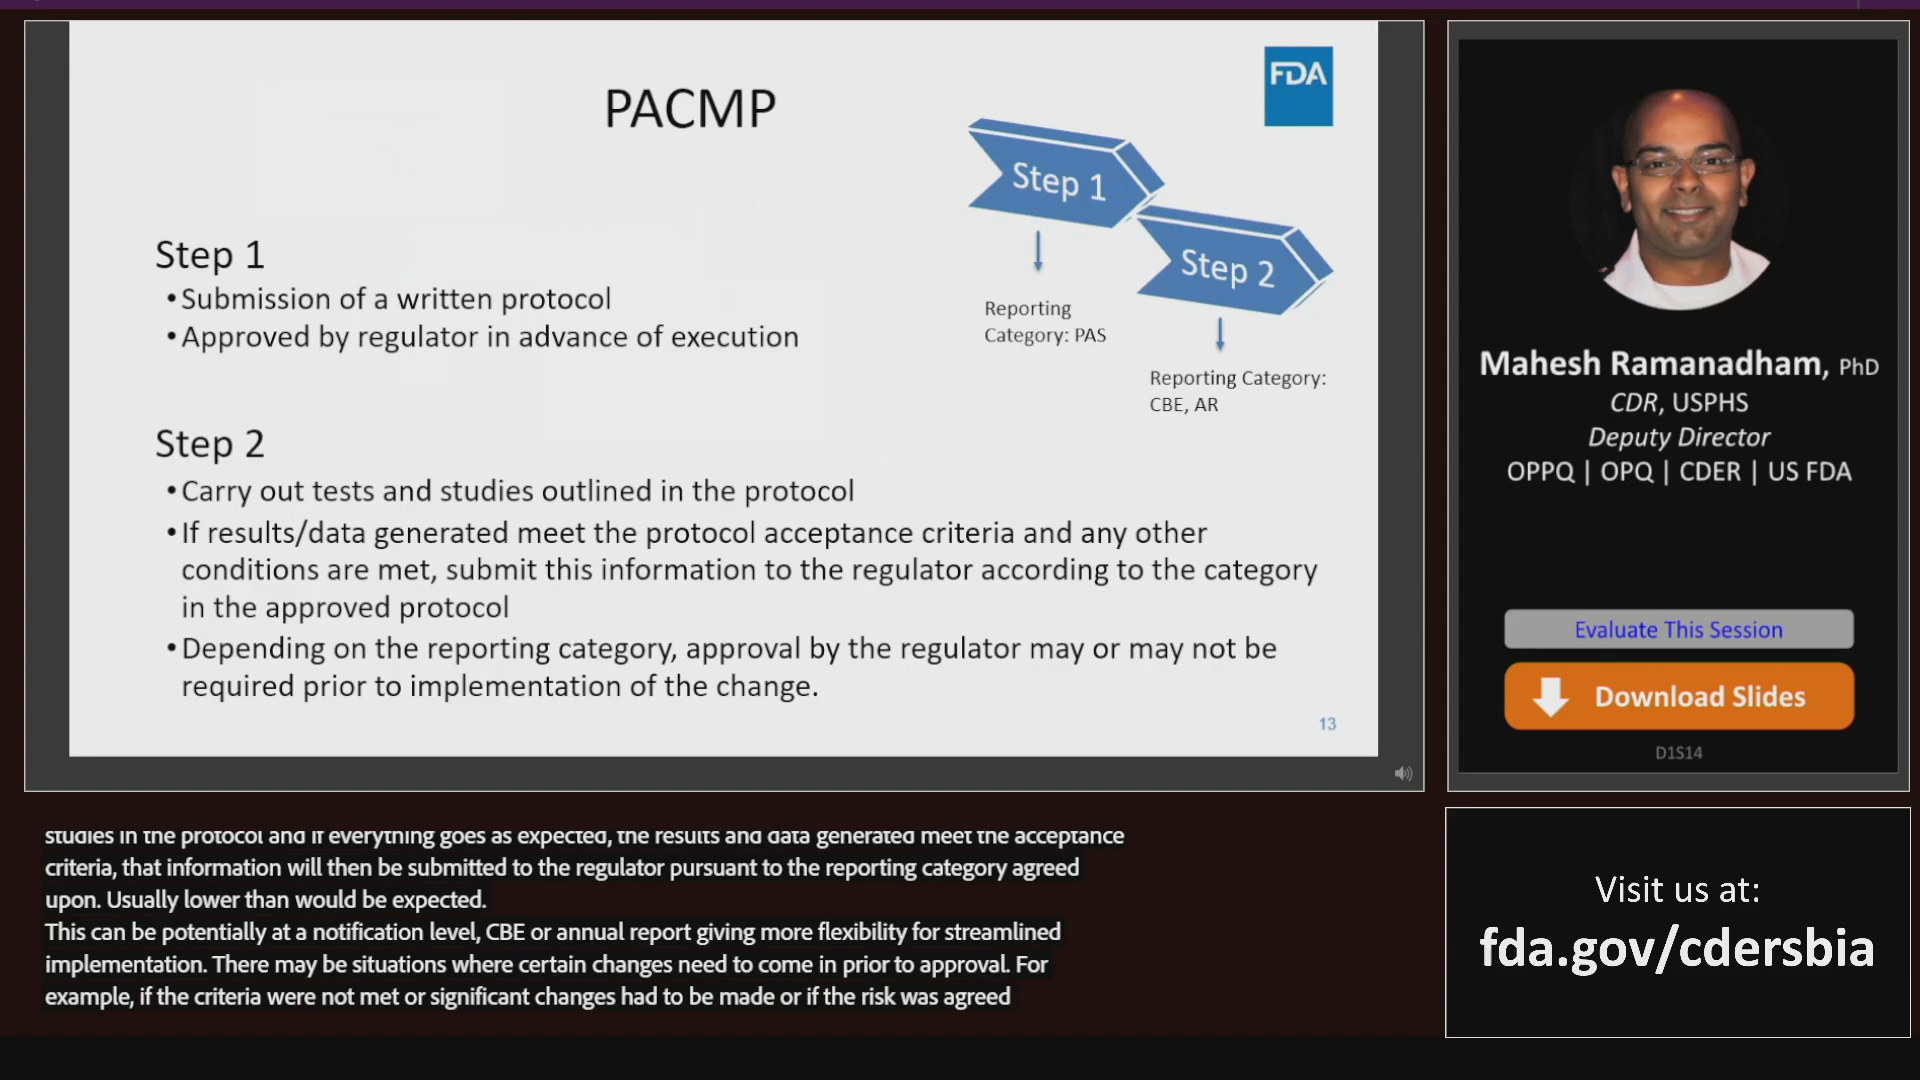 PACMP
FDA
Step 1
Step 2
Reporting
Category: PAS
Reporting Category:
CBE, AR
Step 1
•Submission of a written protocol
•Approved by regulator in advance of execution
Step 2
•Carry out tests and studies outlined in the protocol
•If results/data generated meet the protocol acceptance criteria and any other
conditions are met, submit this information to the regulator according to the category
in the approved protocol
•Depending on the reporting category, approval by the regulator may or may not be
required prior to implementation of the change.
13
Mahesh Ramanadham, PhD
CDR, USPHS
Deputy Director
OPPQ | OPQ | CDER | US FDA
Evaluate This Session
Download Slides
D1S14
studies in the protocol and if everything goes as expected, the results and data generated meet the acceptance
criteria, that information will then be submitted to the regulator pursuant to the reporting category agreed
upon. Usually lower than would be expected.
This can be potentially at a notification level, CBE or annual report giving more flexibility for streamlined
implementation. There may be situations where certain changes need to come in prior to approval. For
example, if the criteria were not met or significant changes had to be made or if the risk was agreed
Visit us at:
fda.gov/cdersbia